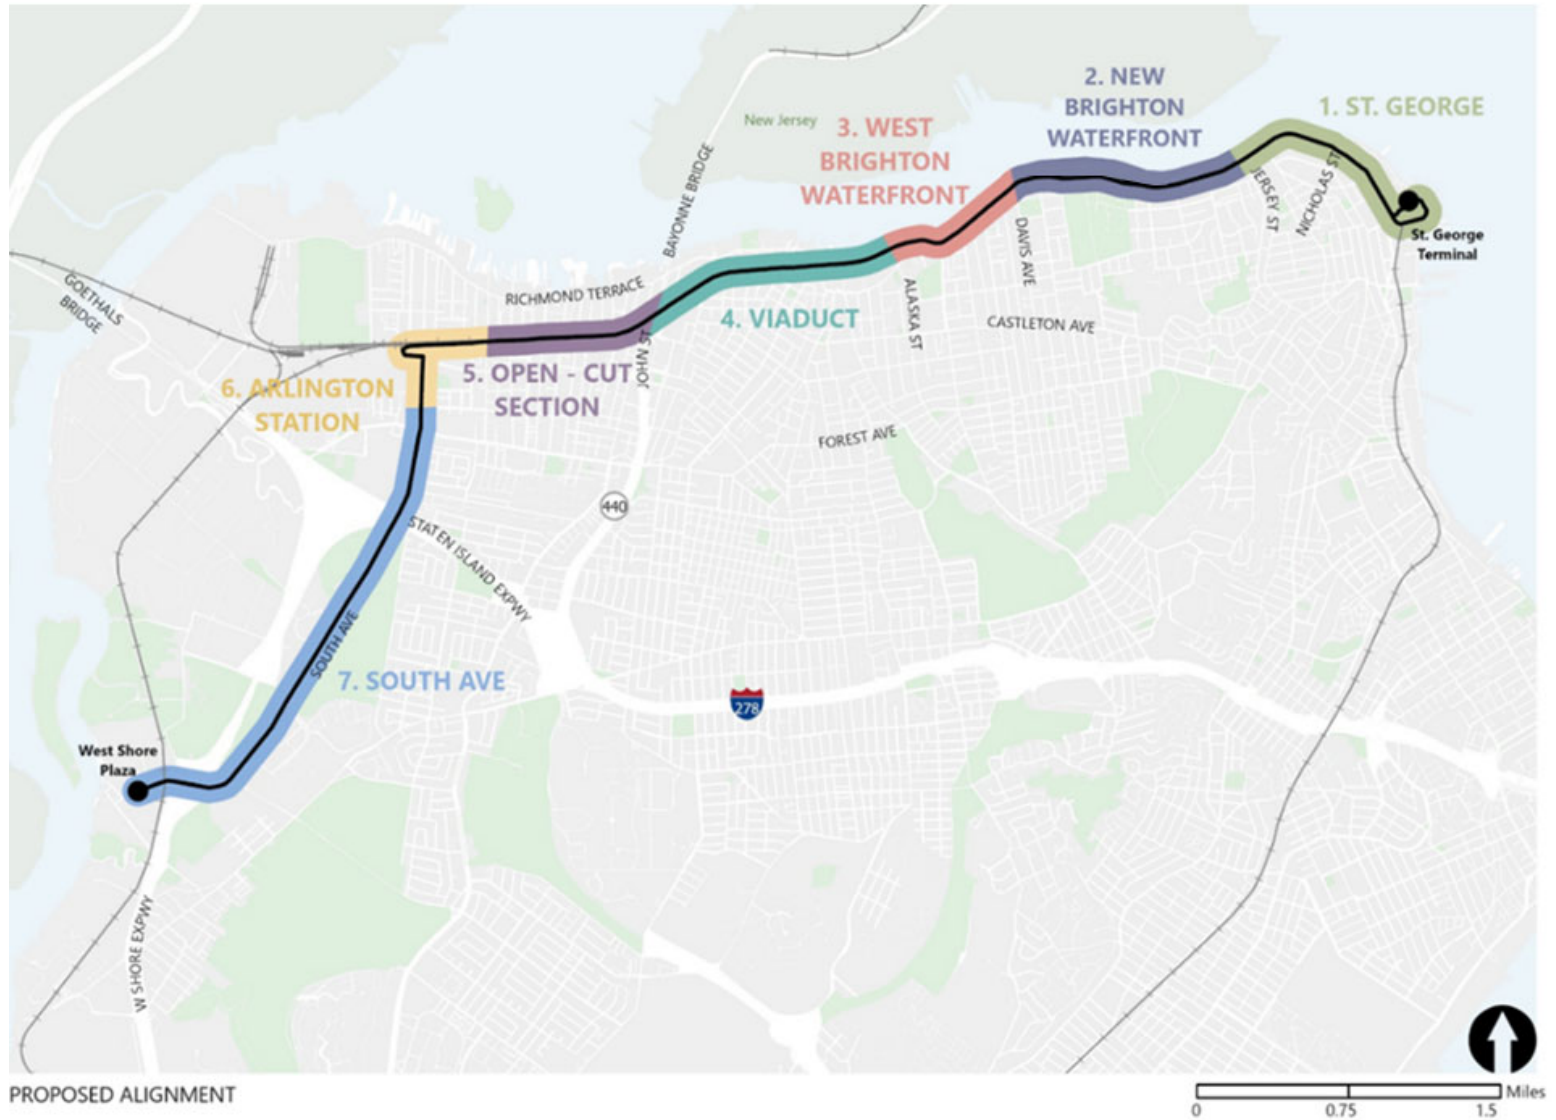 2. NEW
BRIGHTON
WATERFRONT
1. ST. GEORGE
New Jersey
3. WEST
BRIGHTON
WATERFRONT
BAYONNE BRIDGE
JERSEY ST
NICHOLAS ST
St. George
Terminal
DAVIS AVE
GOETHALS
BRIDGE
RICHMOND TERRACE
ALASKA ST
4. VIADUCT
CASTLETON AVE
JOHN ST
6. ARLINGTON
STATION
5. OPEN - CUT
SECTION
FOREST AVE
440
STATEN ISLAND EXPWY
SOUTH AVE
7. SOUTH AVE
278
West Shore
Plaza
W SHORE EXPWY
PROPOSED ALIGNMENT
Miles
0 0.75 1.5